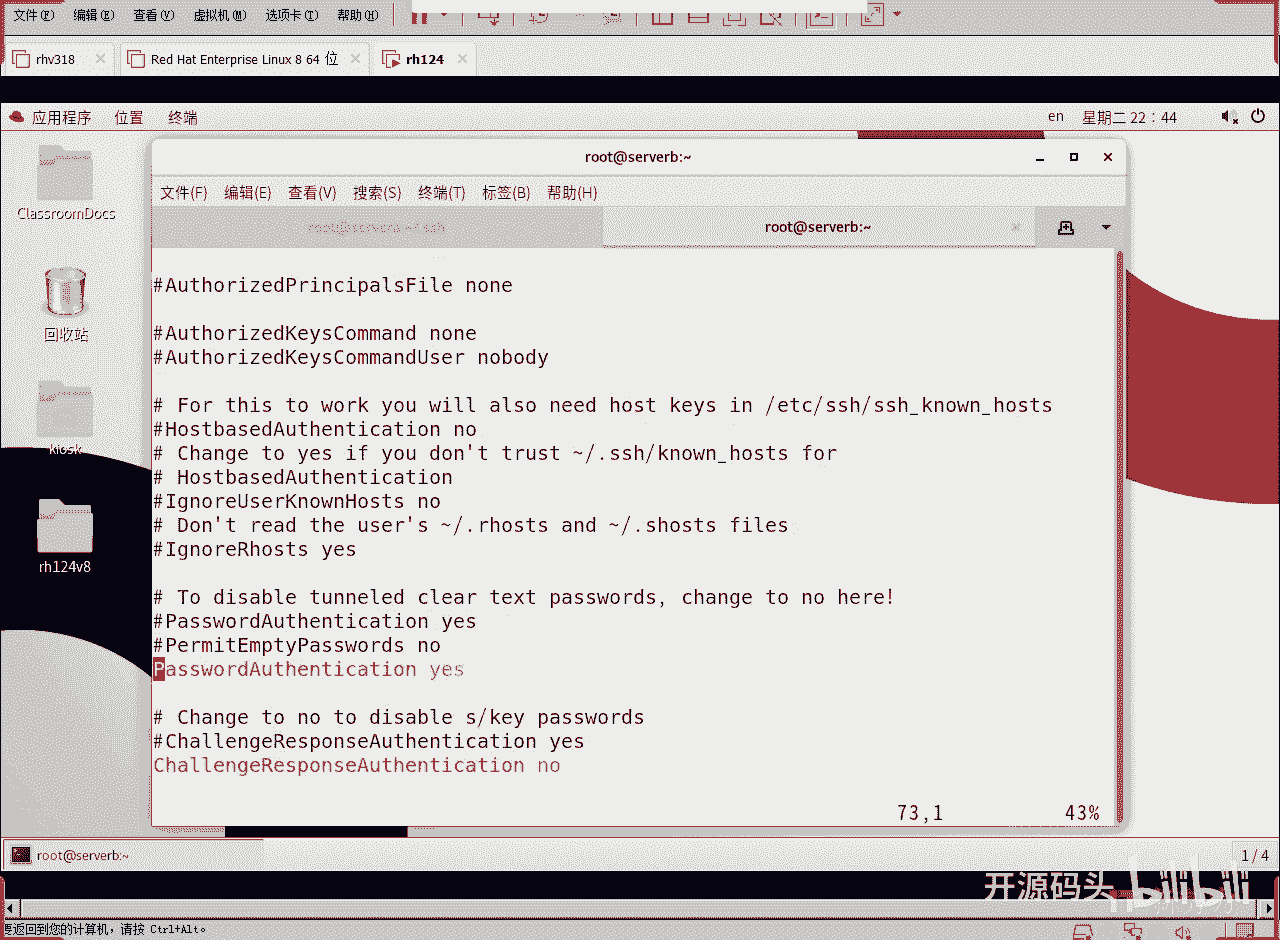 文件(F) 编辑(E) 查看(V) 虚拟机(M) 选项卡(T) 帮助(H)
rhv318 Red Hat Enterprise Linux 8 64 位 rh124
应用程序 位置 终端 en 星期二 22：44
root@serverb:~
文件(F) 编辑(E) 查看(V) 搜索(S) 终端(T) 标签(B) 帮助(H)
root@serverb:~
ClassroomDocs
回收站
kiosk
rh124v8
#AuthorizedPrincipalsFile none
#AuthorizedKeysCommand none
#AuthorizedKeysCommandUser nobody
# For this to work you will also need host keys in /etc/ssh/ssh_known_hosts
#HostbasedAuthentication no
# Change to yes if you don't trust ~/.ssh/known_hosts for
# HostbasedAuthentication
#IgnoreUserKnownHosts no
# Don't read the user's ~/.rhosts and ~/.shosts files
#IgnoreRhosts yes
# To disable tunneled clear text passwords, change to no here!
#PasswordAuthentication yes
#PermitEmptyPasswords no
PasswordAuthentication yes
# Change to no to disable s/key passwords
#ChallengeResponseAuthentication yes
ChallengeResponseAuthentication no
73,1 43%
root@serverb:~
1 / 4
开源码头 bilibili
要返回到您的计算机，请按 Ctrl+Alt。